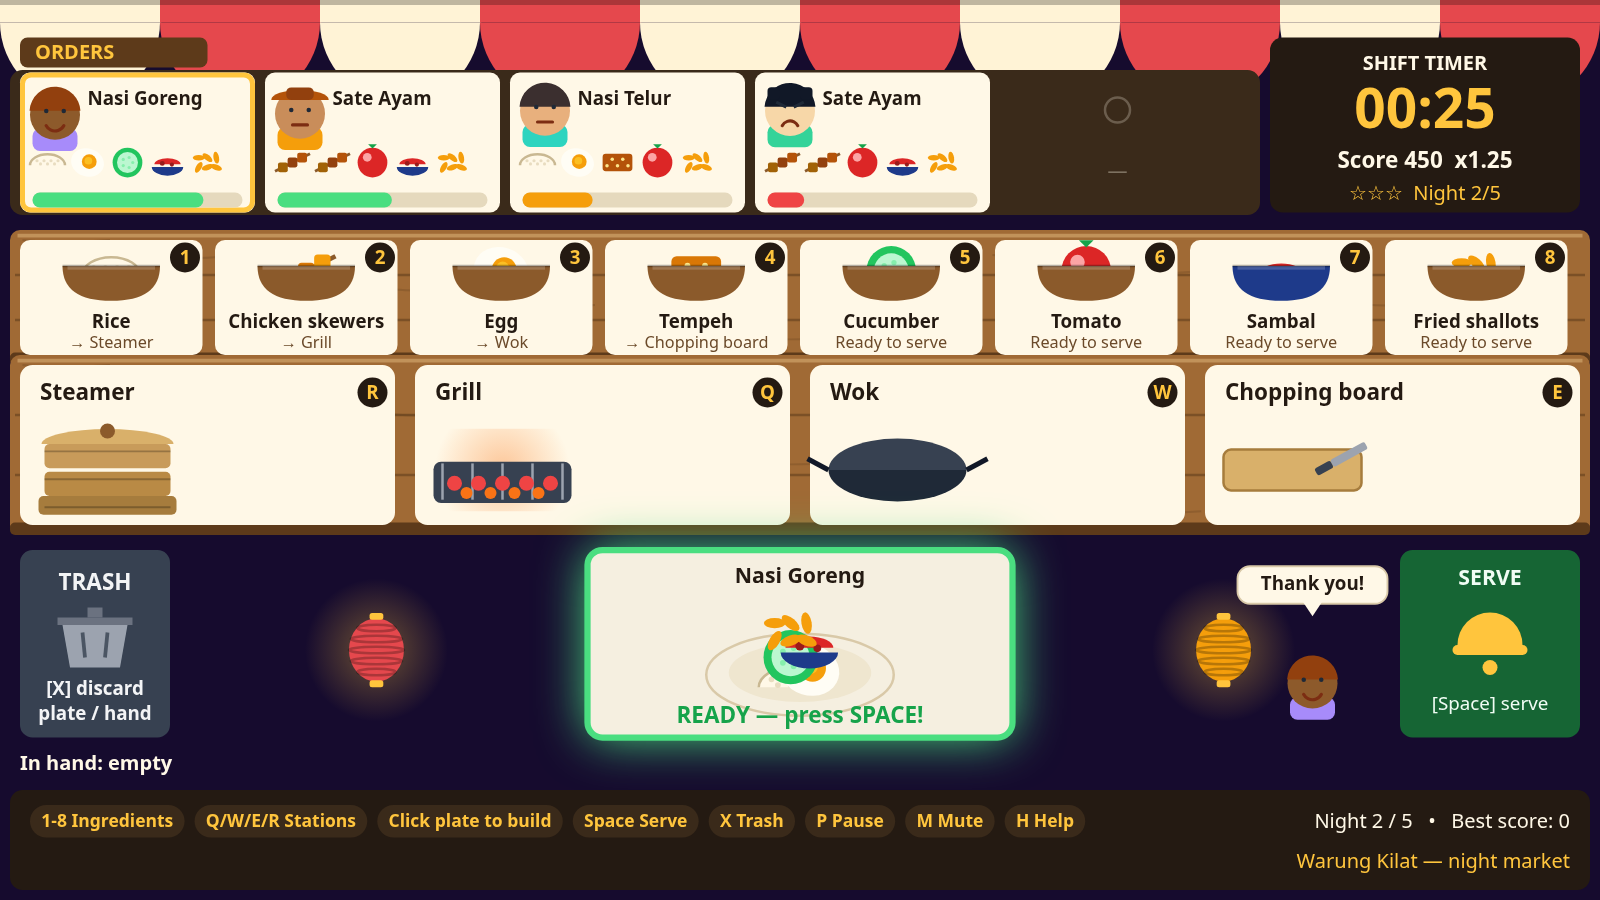 ORDERS
Nasi Goreng
Sate Ayam
Nasi Telur
Sate Ayam
—
SHIFT TIMER
00:25
Score 450 x1.25
☆☆☆ Night 2/5
1
Rice
→ Steamer
2
Chicken skewers
→ Grill
3
Egg
→ Wok
4
Tempeh
→ Chopping board
5
Cucumber
Ready to serve
6
Tomato
Ready to serve
7
Sambal
Ready to serve
8
Fried shallots
Ready to serve
Steamer R
Grill Q
Wok W
Chopping board E
TRASH
[X] discard
plate / hand
Nasi Goreng
READY — press SPACE!
Thank you!
SERVE
[Space] serve
In hand: empty
1-8 Ingredients Q/W/E/R Stations Click plate to build Space Serve X Trash P Pause M Mute H Help
Night 2 / 5 • Best score: 0
Warung Kilat — night market